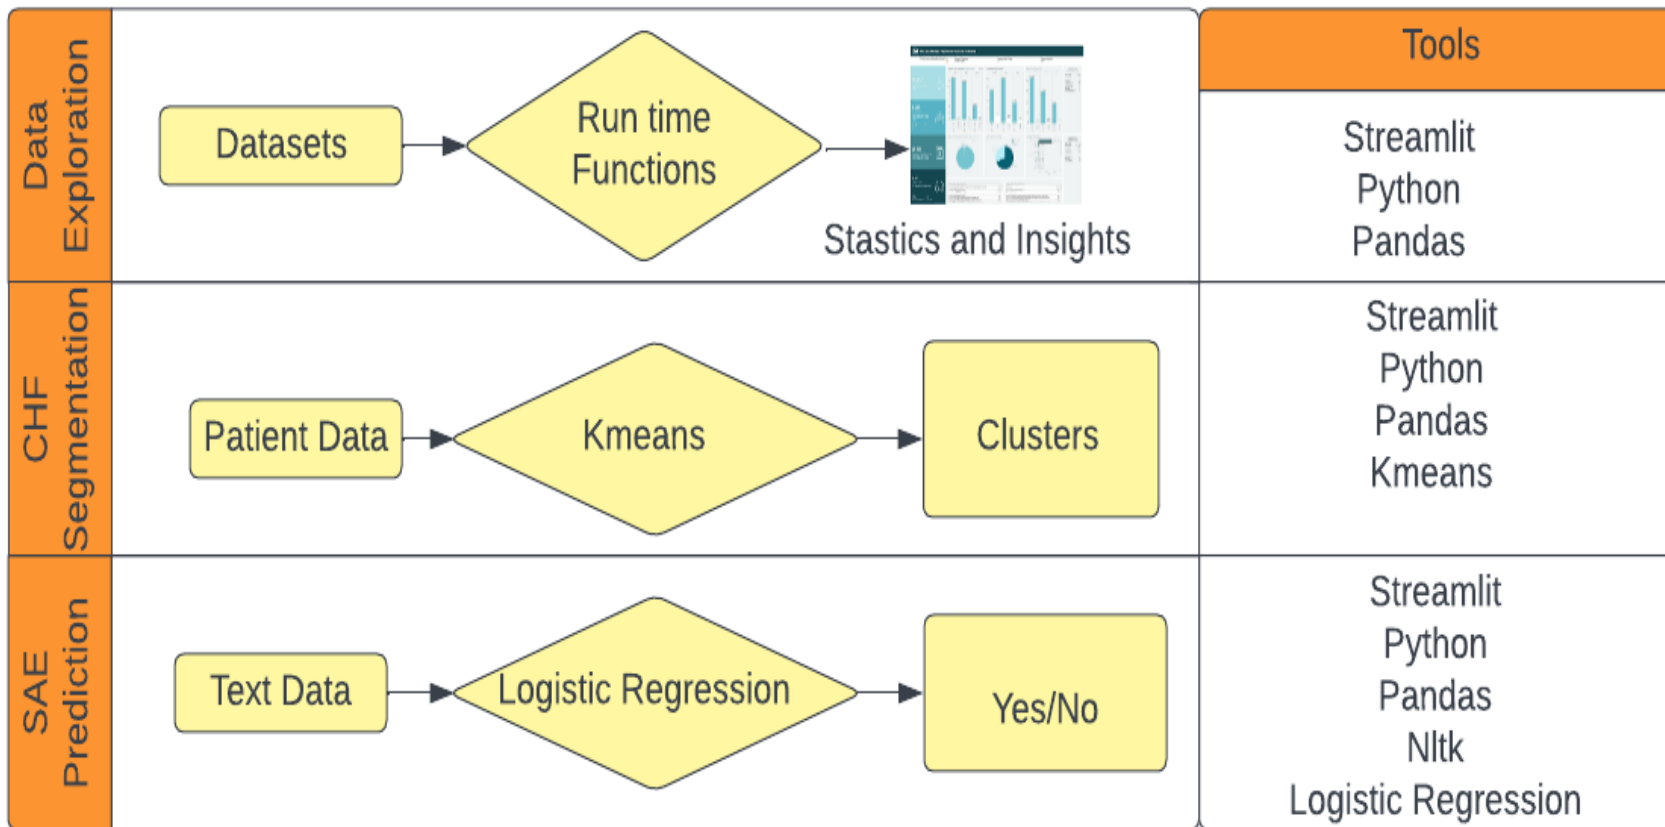 Data
Exploration
Datasets
Run time
Functions
Stastics and Insights
Tools
Streamlit
Python
Pandas
CHF
Segmentation
Patient Data
Kmeans
Clusters
Streamlit
Python
Pandas
Kmeans
SAE
Prediction
Text Data
Logistic Regression
Yes/No
Streamlit
Python
Pandas
Nltk
Logistic Regression